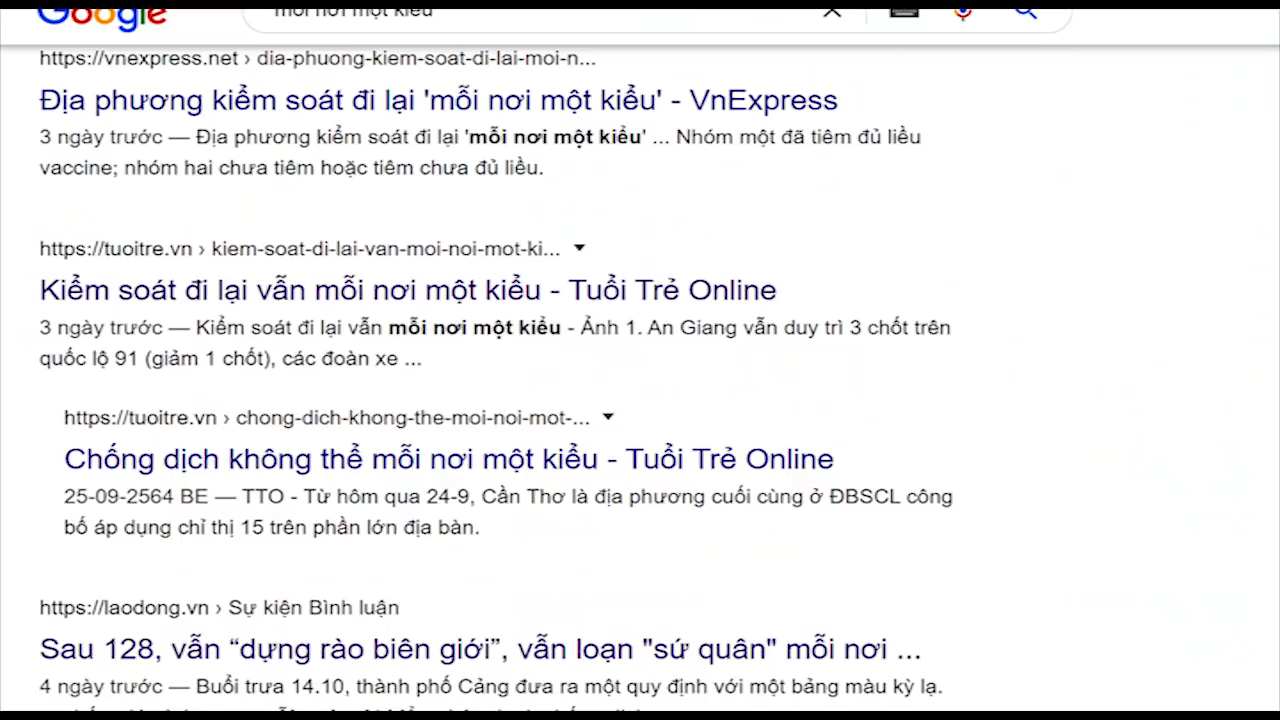 Google
mỗi nơi một kiểu
https://vnexpress.net › dia-phuong-kiem-soat-di-lai-moi-n...
Địa phương kiểm soát đi lại 'mỗi nơi một kiểu' - VnExpress
3 ngày trước — Địa phương kiểm soát đi lại 'mỗi nơi một kiểu' ... Nhóm một đã tiêm đủ liều
vaccine; nhóm hai chưa tiêm hoặc tiêm chưa đủ liều.
https://tuoitre.vn › kiem-soat-di-lai-van-moi-noi-mot-ki...
Kiểm soát đi lại vẫn mỗi nơi một kiểu - Tuổi Trẻ Online
3 ngày trước — Kiểm soát đi lại vẫn mỗi nơi một kiểu - Ảnh 1. An Giang vẫn duy trì 3 chốt trên
quốc lộ 91 (giảm 1 chốt), các đoàn xe ...
https://tuoitre.vn › chong-dich-khong-the-moi-noi-mot-...
Chống dịch không thể mỗi nơi một kiểu - Tuổi Trẻ Online
25-09-2564 BE — TTO - Từ hôm qua 24-9, Cần Thơ là địa phương cuối cùng ở ĐBSCL công
bố áp dụng chỉ thị 15 trên phần lớn địa bàn.
https://laodong.vn › Sự kiện Bình luận
Sau 128, vẫn “dựng rào biên giới”, vẫn loạn "sứ quân" mỗi nơi ...
4 ngày trước — Buổi trưa 14.10, thành phố Cảng đưa ra một quy định với một bảng màu kỳ lạ.